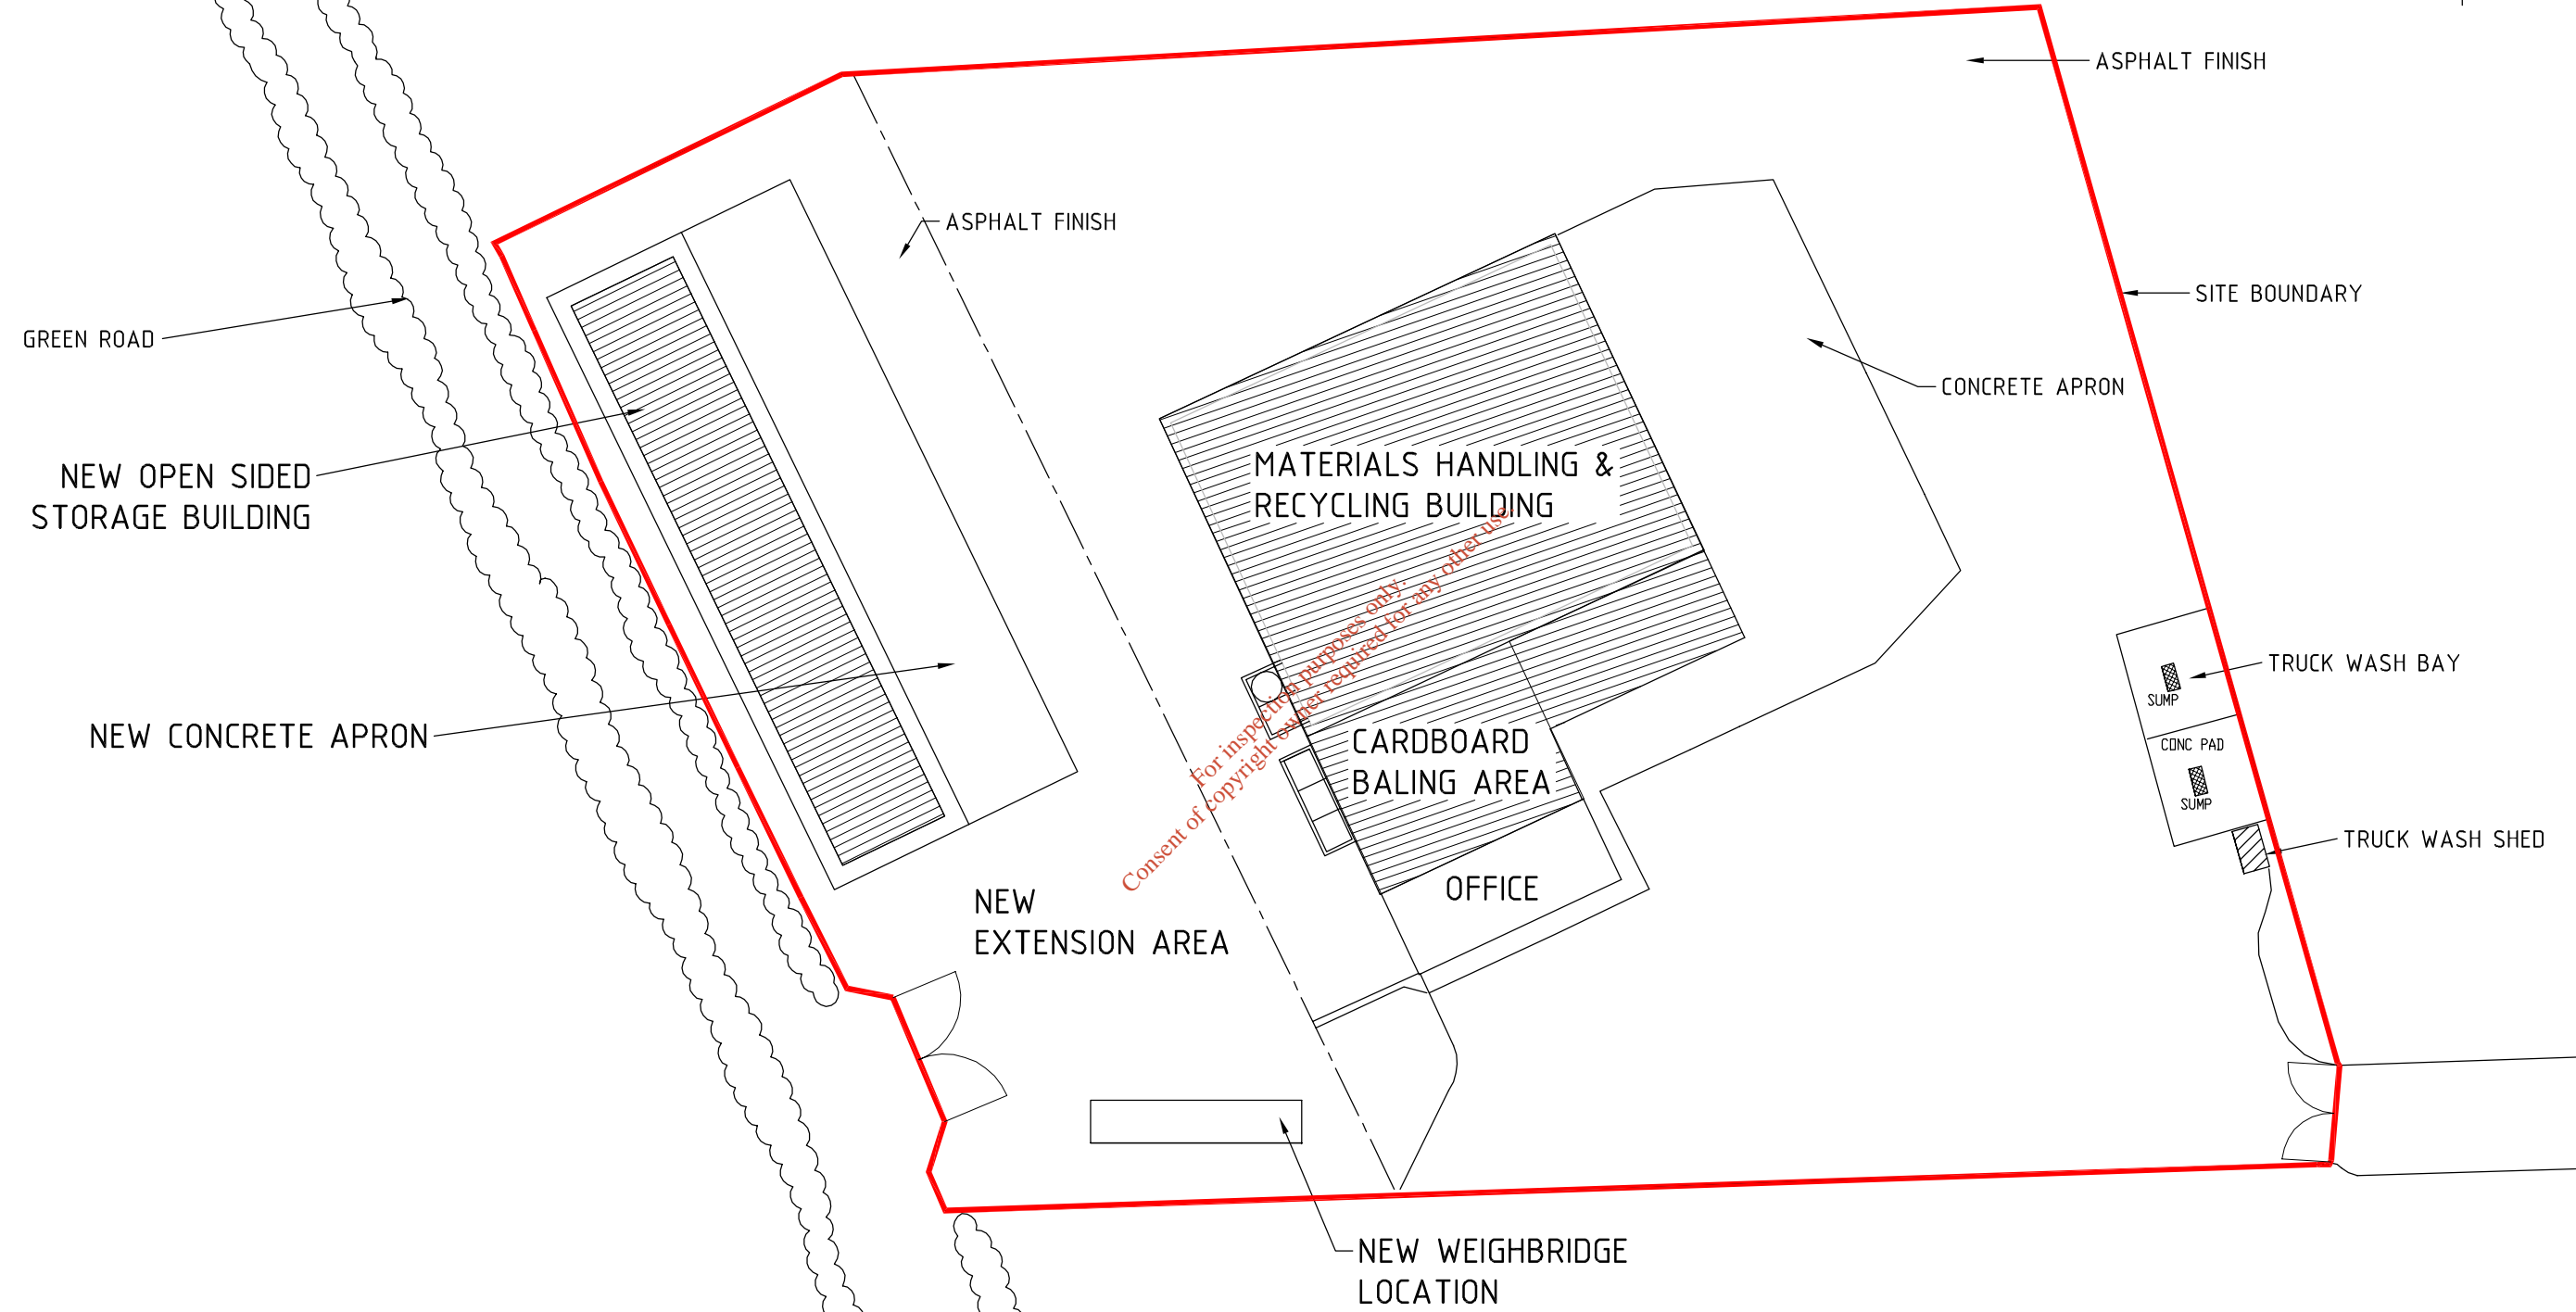 ASPHALT FINISH
ASPHALT FINISH
SITE BOUNDARY
GREEN ROAD
CONCRETE APRON
NEW OPEN SIDED
STORAGE BUILDING
MATERIALS HANDLING &
RECYCLING BUILDING
For inspection purposes only.
Consent of copyright owner required for any other use.
TRUCK WASH BAY
SUMP
NEW CONCRETE APRON
CARDBOARD
BALING AREA
CONC PAD
SUMP
TRUCK WASH SHED
NEW
EXTENSION AREA
OFFICE
NEW WEIGHBRIDGE
LOCATION